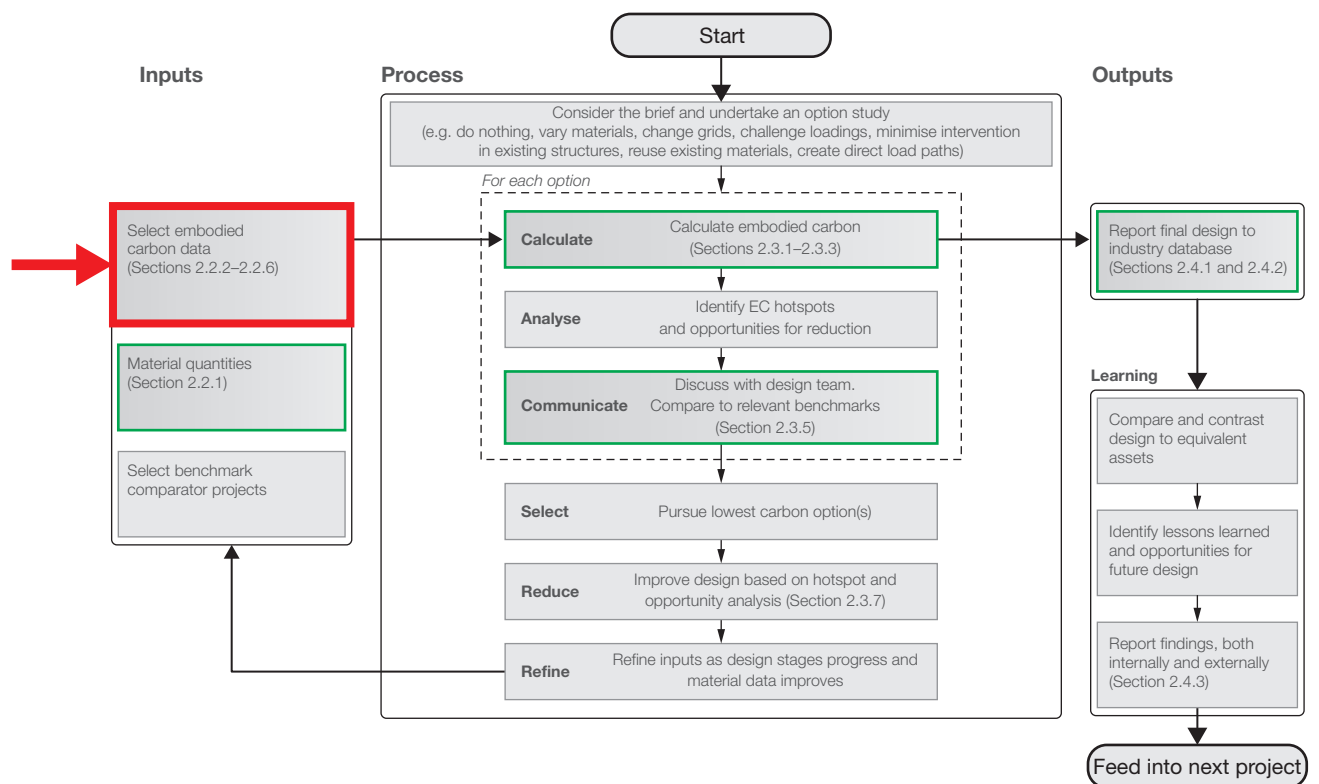 Start
Inputs
Process
Outputs
Consider the brief and undertake an option study
(e.g. do nothing, vary materials, change grids, challenge loadings, minimise intervention
in existing structures, reuse existing materials, create direct load paths)
For each option
Select embodied
carbon data
(Sections 2.2.2–2.2.6)
Material quantities
(Section 2.2.1)
Select benchmark
comparator projects
Calculate
Calculate embodied carbon
(Sections 2.3.1–2.3.3)
Analyse
Identify EC hotspots
and opportunities for reduction
Communicate
Discuss with design team.
Compare to relevant benchmarks
(Section 2.3.5)
Select
Pursue lowest carbon option(s)
Reduce
Improve design based on hotspot and
opportunity analysis (Section 2.3.7)
Refine
Refine inputs as design stages progress and
material data improves
Report final design to
industry database
(Sections 2.4.1 and 2.4.2)
Learning
Compare and contrast
design to equivalent
assets
Identify lessons learned
and opportunities for
future design
Report findings, both
internally and externally
(Section 2.4.3)
Feed into next project